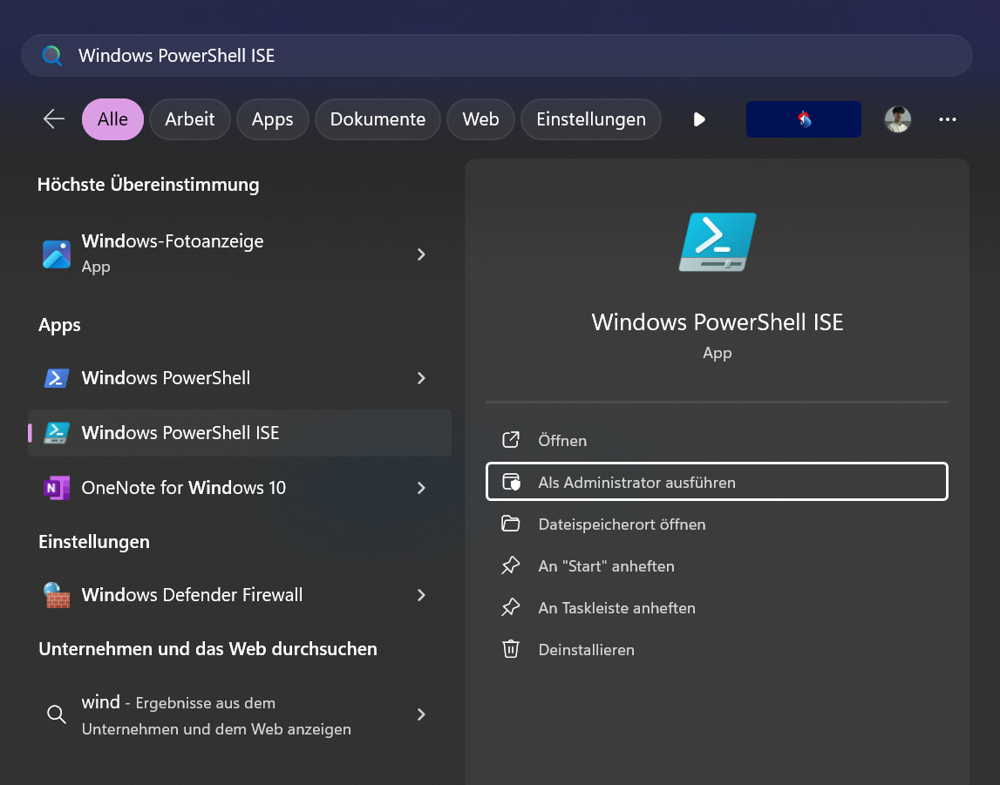 Windows PowerShell ISE
Alle Arbeit Apps Dokumente Web Einstellungen
Höchste Übereinstimmung
Windows-Fotoanzeige
App
Apps
Windows PowerShell
Windows PowerShell ISE
OneNote for Windows 10
Einstellungen
Windows Defender Firewall
Unternehmen und das Web durchsuchen
wind - Ergebnisse aus dem
Unternehmen und dem Web anzeigen
Windows PowerShell ISE
App
Öffnen
Als Administrator ausführen
Dateispeicherort öffnen
An "Start" anheften
An Taskleiste anheften
Deinstallieren